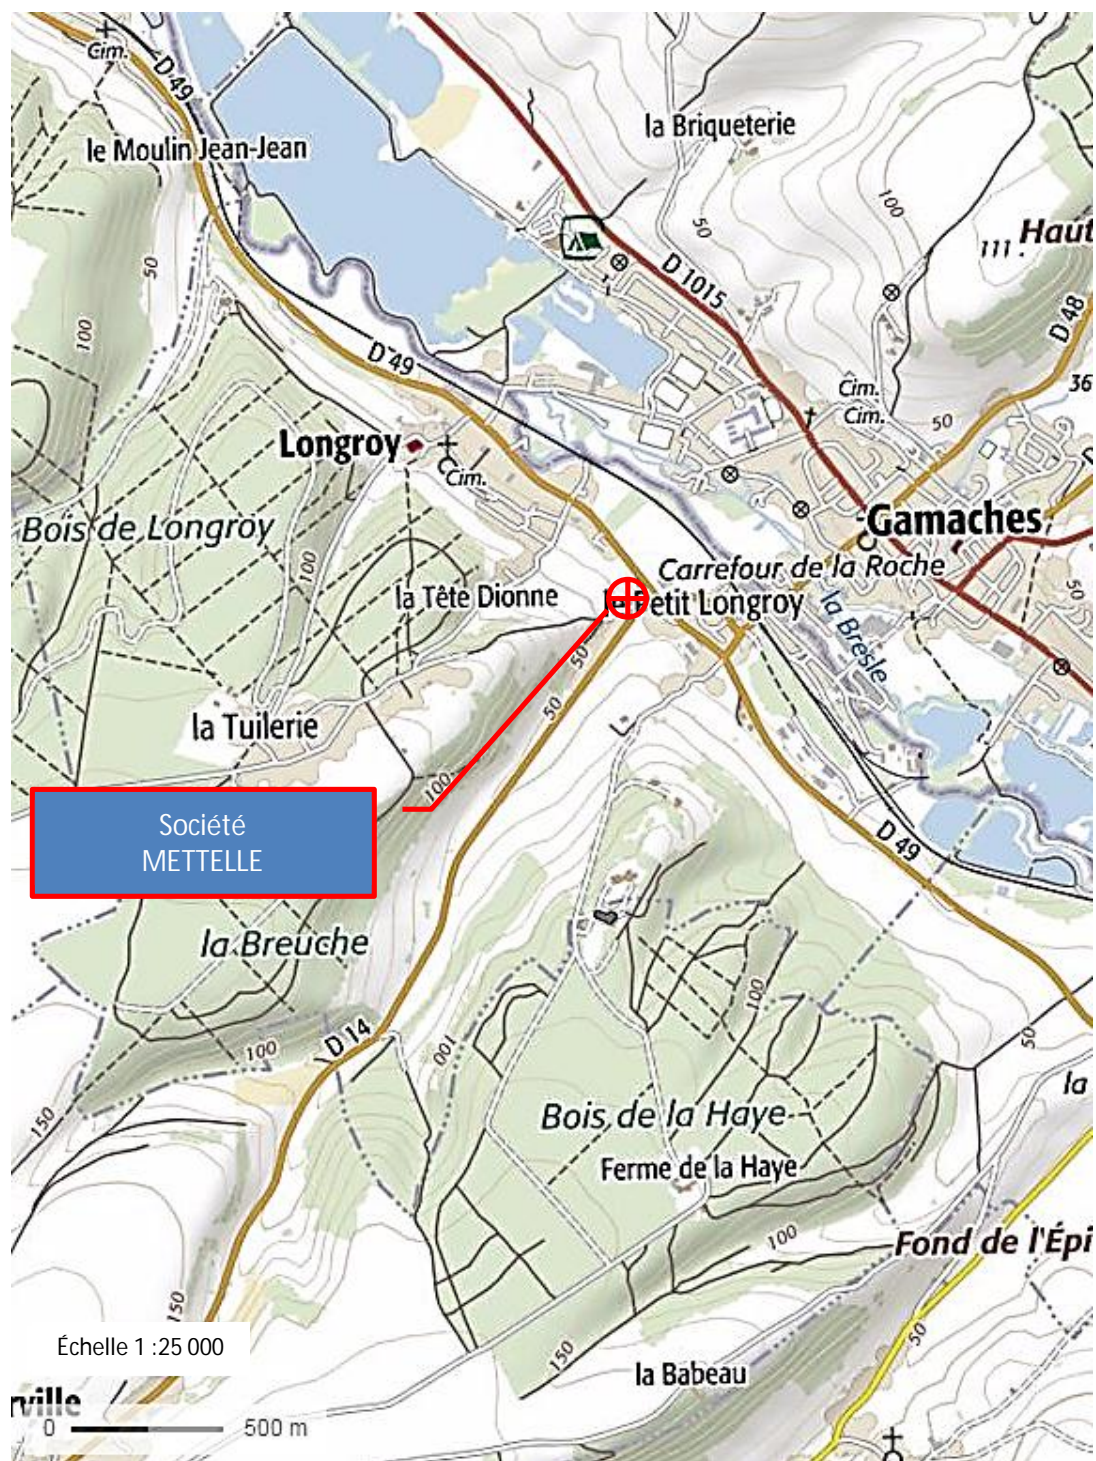 Cim.
D 49
le Moulin Jean-Jean
la Briqueterie
100
50
111
Haut
D 1015
50
100
D 48
D 49
Cim.
Cim.
36
50
Longroy
Cim.
Bois de Longroy
100
Gamaches
Carrefour de la Roche
la Tête Dionne
le Petit Longroy
50
la Bresle
50
50
la Tuilerie
100
Société
METTELLE
D 49
la Breuche
100
D 14
100
100
50
150
la
Bois de la Haye
Ferme de la Haye
100
Fond de l'Épi
150
50
150
Échelle 1 :25 000
la Babeau
rville
0
500 m